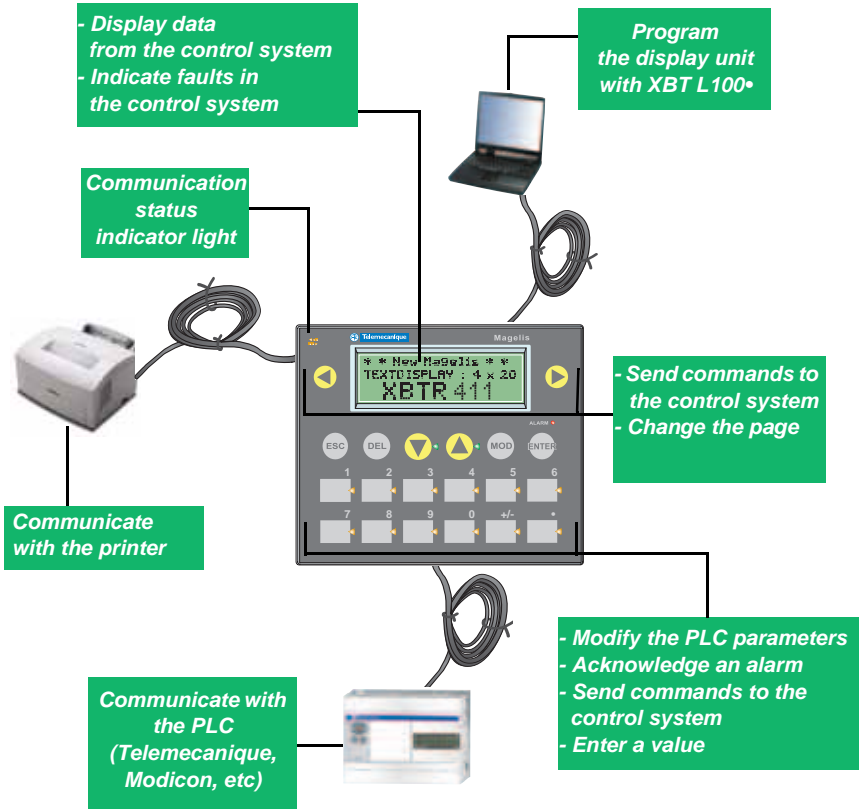 - Display data
from the control system
- Indicate faults in
the control system
Program
the display unit
with XBT L100•
Communication
status
indicator light
Telemecanique
Magelis
* * New Magelis * *
TEXTDISPLAY : 4 x 20
XBTR 411
- Send commands to
the control system
- Change the page
ALARM
ESC DEL MOD ENTER
1 2 3 4 5 6
7 8 9 0 +/- •
Communicate
with the printer
- Modify the PLC parameters
- Acknowledge an alarm
- Send commands to the
control system
- Enter a value
Communicate with
the PLC
(Telemecanique,
Modicon, etc)